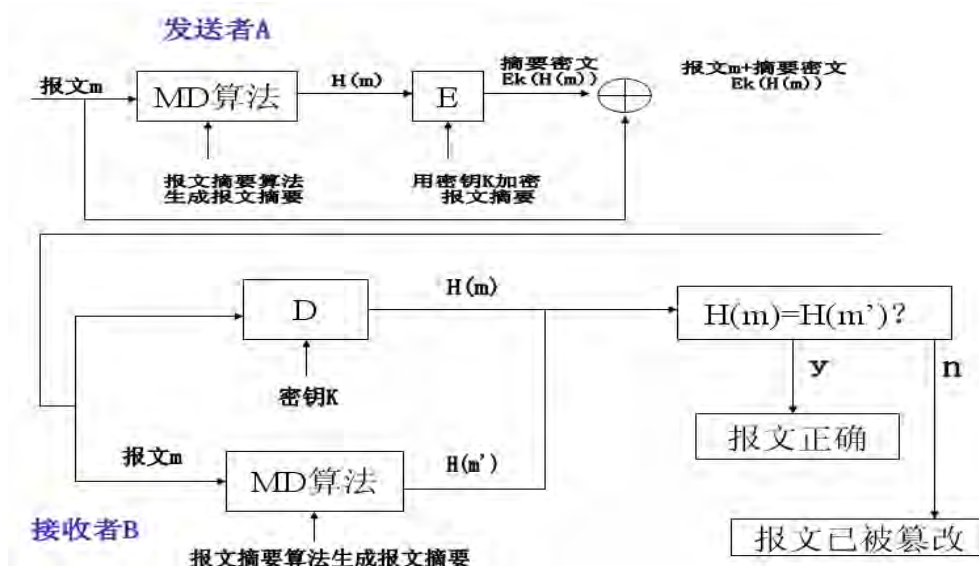 发送者A
报文m
MD算法
H(m)
E
摘要密文
Ek(H(m))
报文m+摘要密文
Ek(H(m))
报文摘要算法
生成报文摘要
用密钥K加密
报文摘要
D
H(m)
密钥K
H(m)=H(m’)?
y
n
报文正确
报文m
MD算法
H(m')
接收者B
报文摘要算法生成报文摘要
报文已被篡改